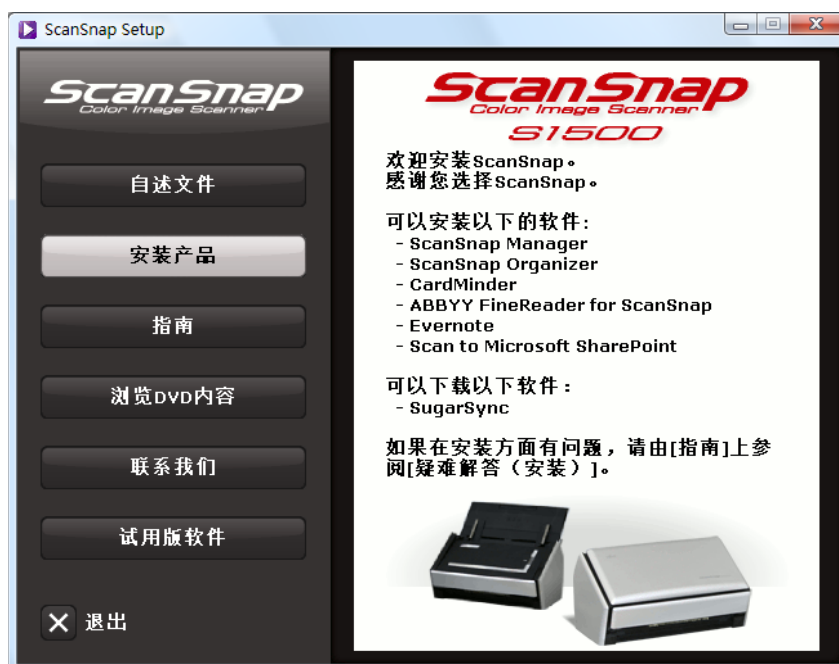 ScanSnap Setup
ScanSnap
Color Image Scanner
自述文件
安装产品
指南
浏览DVD内容
联系我们
试用版软件
退出
ScanSnap
Color Image Scanner
S1500
欢迎安装ScanSnap。
感谢您选择ScanSnap。
可以安装以下的软件:
- ScanSnap Manager
- ScanSnap Organizer
- CardMinder
- ABBYY FineReader for ScanSnap
- Evernote
- Scan to Microsoft SharePoint
可以下载以下软件：
- SugarSync
如果在安装方面有问题，请由[指南]上参
阅[疑难解答（安装）]。